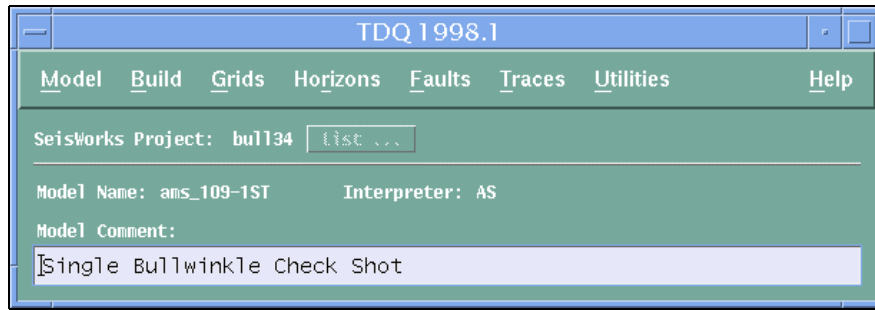 TDQ 1998.1
Model Build Grids Horizons Faults Traces Utilities Help
SeisWorks Project: bull34 List ...
Model Name: ams_109-1ST Interpreter: AS
Model Comment:
Single Bullwinkle Check Shot